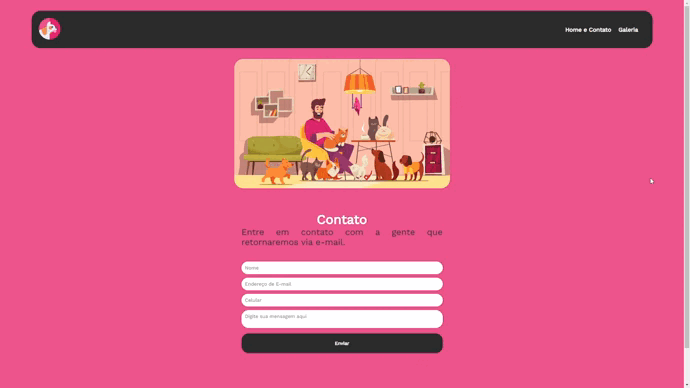 Home e Contato Galeria
Contato
Entre em contato com a gente que
retornaremos via e-mail.
Nome
Endereço de E-mail
Celular
Digite sua mensagem aqui
Enviar